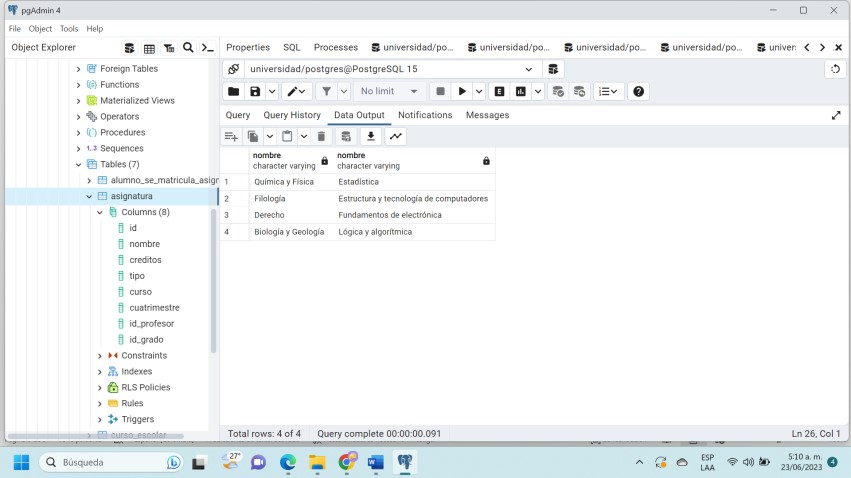 pgAdmin 4
File Object Tools Help
Object Explorer
Properties SQL Processes universidad/po... universidad/po... universidad/po... universidad/po... univer
universidad/postgres@PostgreSQL 15
No limit
E
Query Query History Data Output Notifications Messages
Foreign Tables
Functions
Materialized Views
Operators
Procedures
1..3 Sequences
Tables (7)
alumno_se_matricula_asigr
asignatura
Columns (8)
id
nombre
creditos
tipo
curso
cuatrimestre
id_profesor
id_grado
Constraints
Indexes
RLS Policies
Rules
Triggers
curso_escolar
nombre nombre
character varying character varying
1 Química y Física Estadística
2 Filología Estructura y tecnología de computadores
3 Derecho Fundamentos de electrónica
4 Biología y Geología Lógica y algorítmica
Total rows: 4 of 4 Query complete 00:00:00.091 Ln 26, Col 1
Búsqueda
27°
ESP
LAA
5:10 a. m.
23/06/2023
4